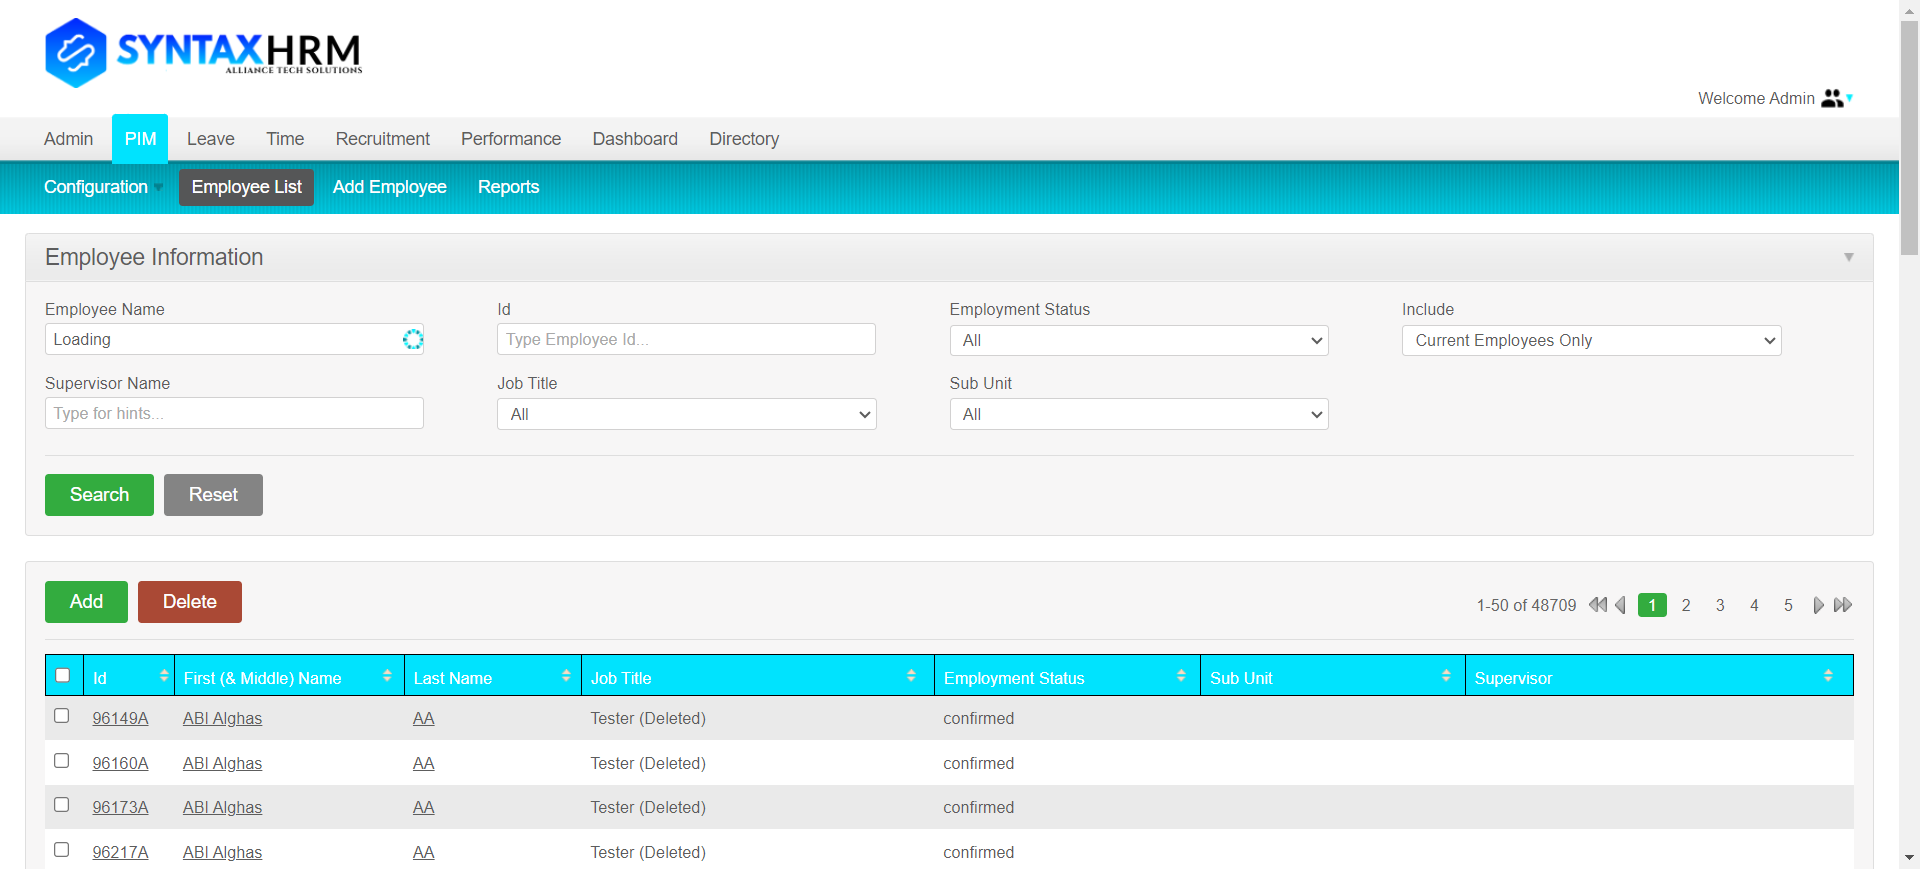 SYNTAXHRM
ALLIANCE TECH SOLUTIONS
Welcome Admin
Admin PIM Leave Time Recruitment Performance Dashboard Directory
Configuration Employee List Add Employee Reports
Employee Information
Employee Name Id Employment Status Include
Loading Type Employee Id... All Current Employees Only
Supervisor Name Job Title Sub Unit
Type for hints... All All
Search Reset
Add Delete 1-50 of 48709 1 2 3 4 5
Id First (& Middle) Name Last Name Job Title Employment Status Sub Unit Supervisor
96149A ABI Alghas AA Tester (Deleted) confirmed
96160A ABI Alghas AA Tester (Deleted) confirmed
96173A ABI Alghas AA Tester (Deleted) confirmed
96217A ABI Alghas AA Tester (Deleted) confirmed